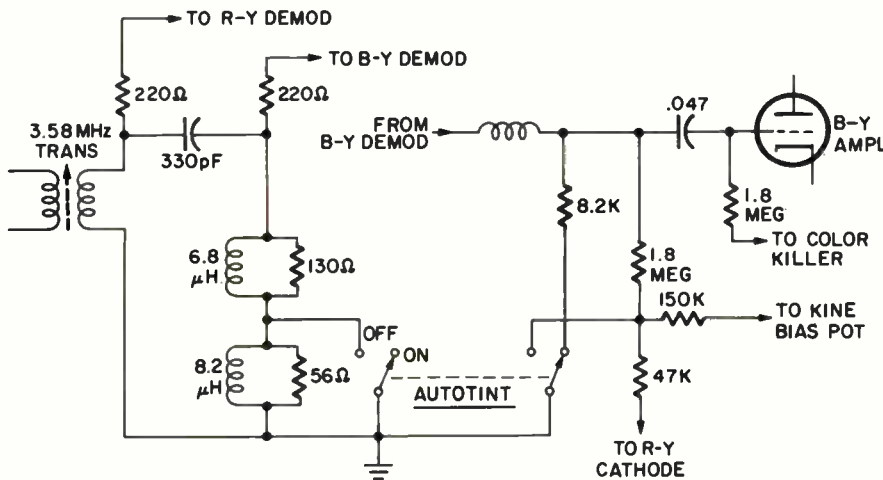 TO R-Y DEMOD
TO B-Y DEMOD
220Ω
220Ω
3.58MHz
TRANS
330pF
FROM
B-Y DEMOD
.047
B-Y
AMPL
8.2K
1.8
MEG
TO COLOR
KILLER
6.8
μH
130Ω
1.8
MEG
150K
TO KINE
BIAS POT
OFF
ON
8.2
μH
56Ω
AUTOTINT
47K
TO R-Y
CATHODE